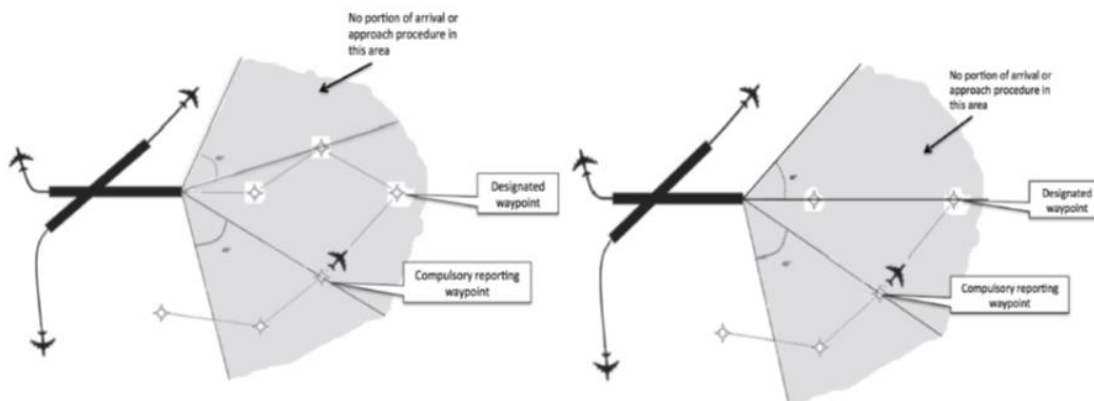 No portion of arrival or
approach procedure in
this area
Designated
waypoint
Compulsory reporting
waypoint
No portion of arrival or
approach procedure in
this area
Designated
waypoint
Compulsory reporting
waypoint